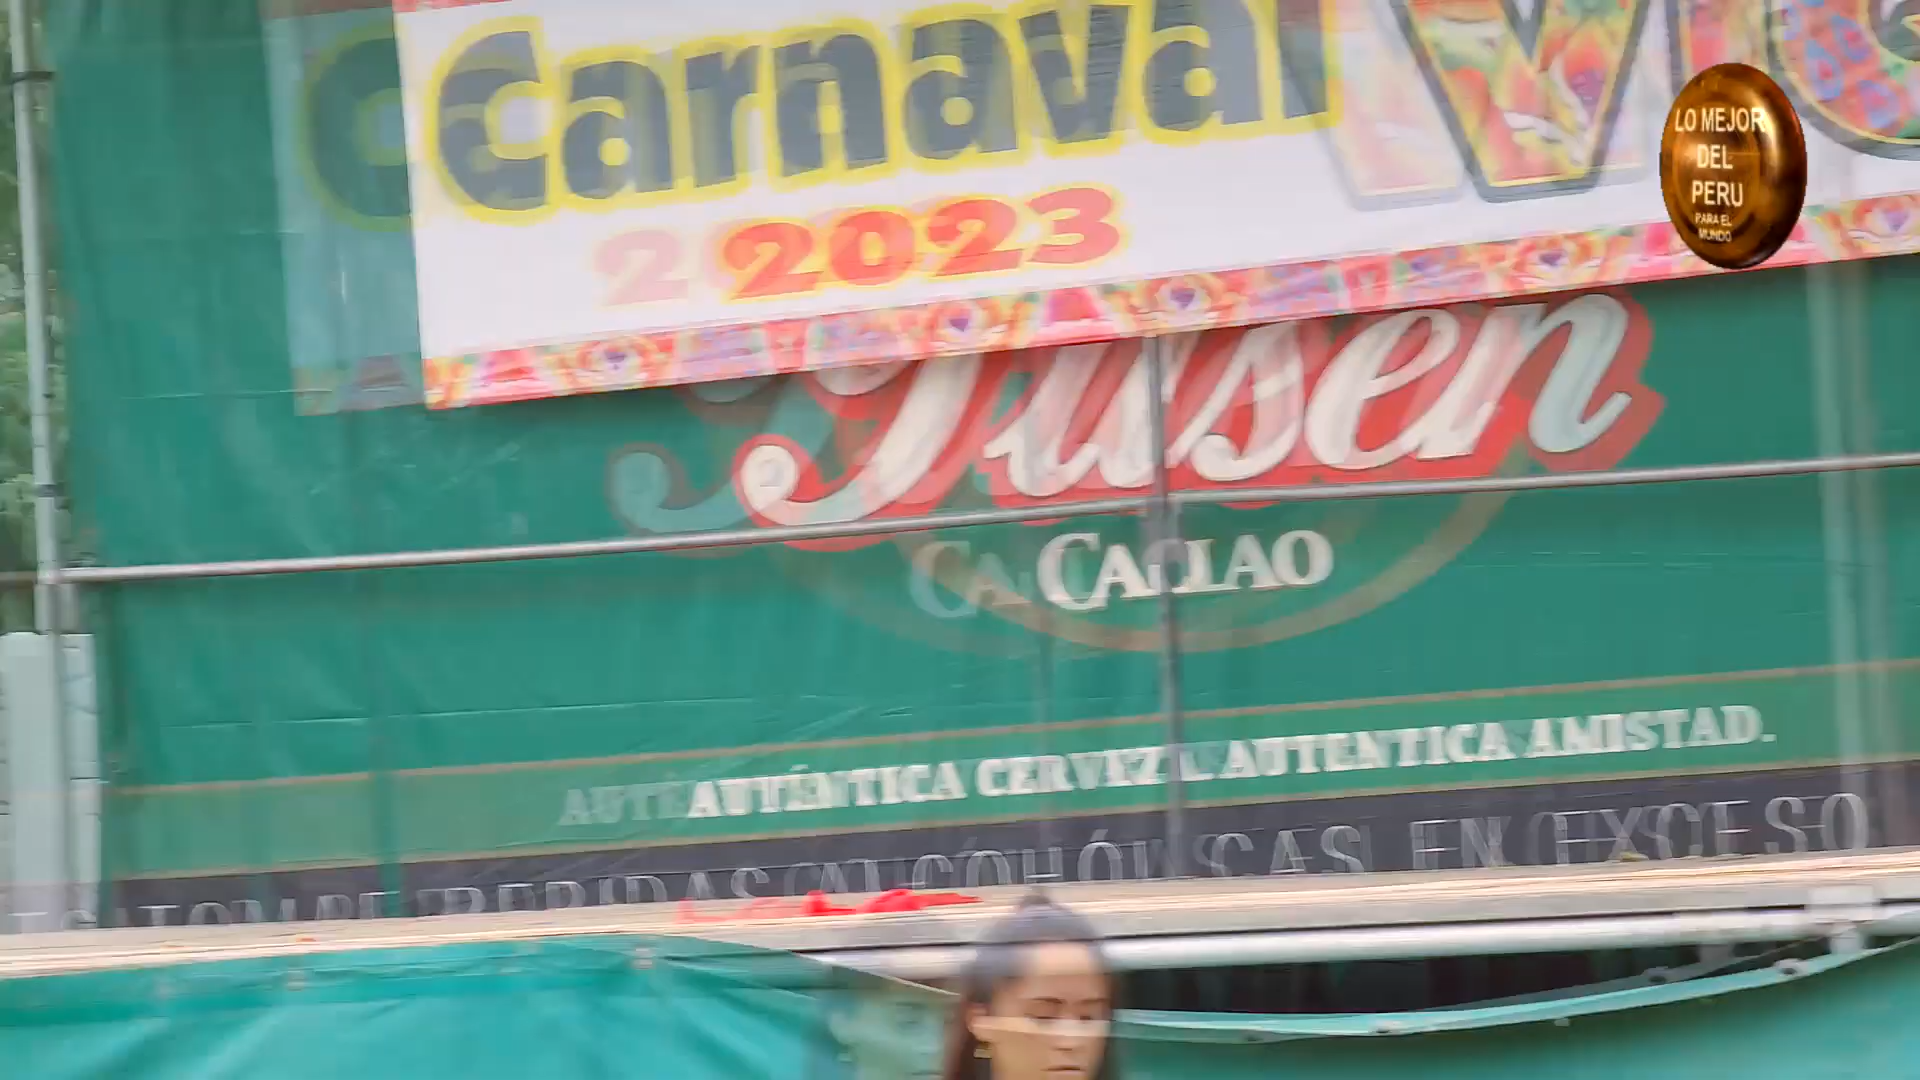 Carnaval
2023
LO MEJOR
DEL
PERU
PARA EL
MUNDO
Pilsen
CALLAO
AUTÉNTICA CERVEZA. AUTÉNTICA AMISTAD.
BEBIDAS ALCOHÓLICAS EN EXCESO